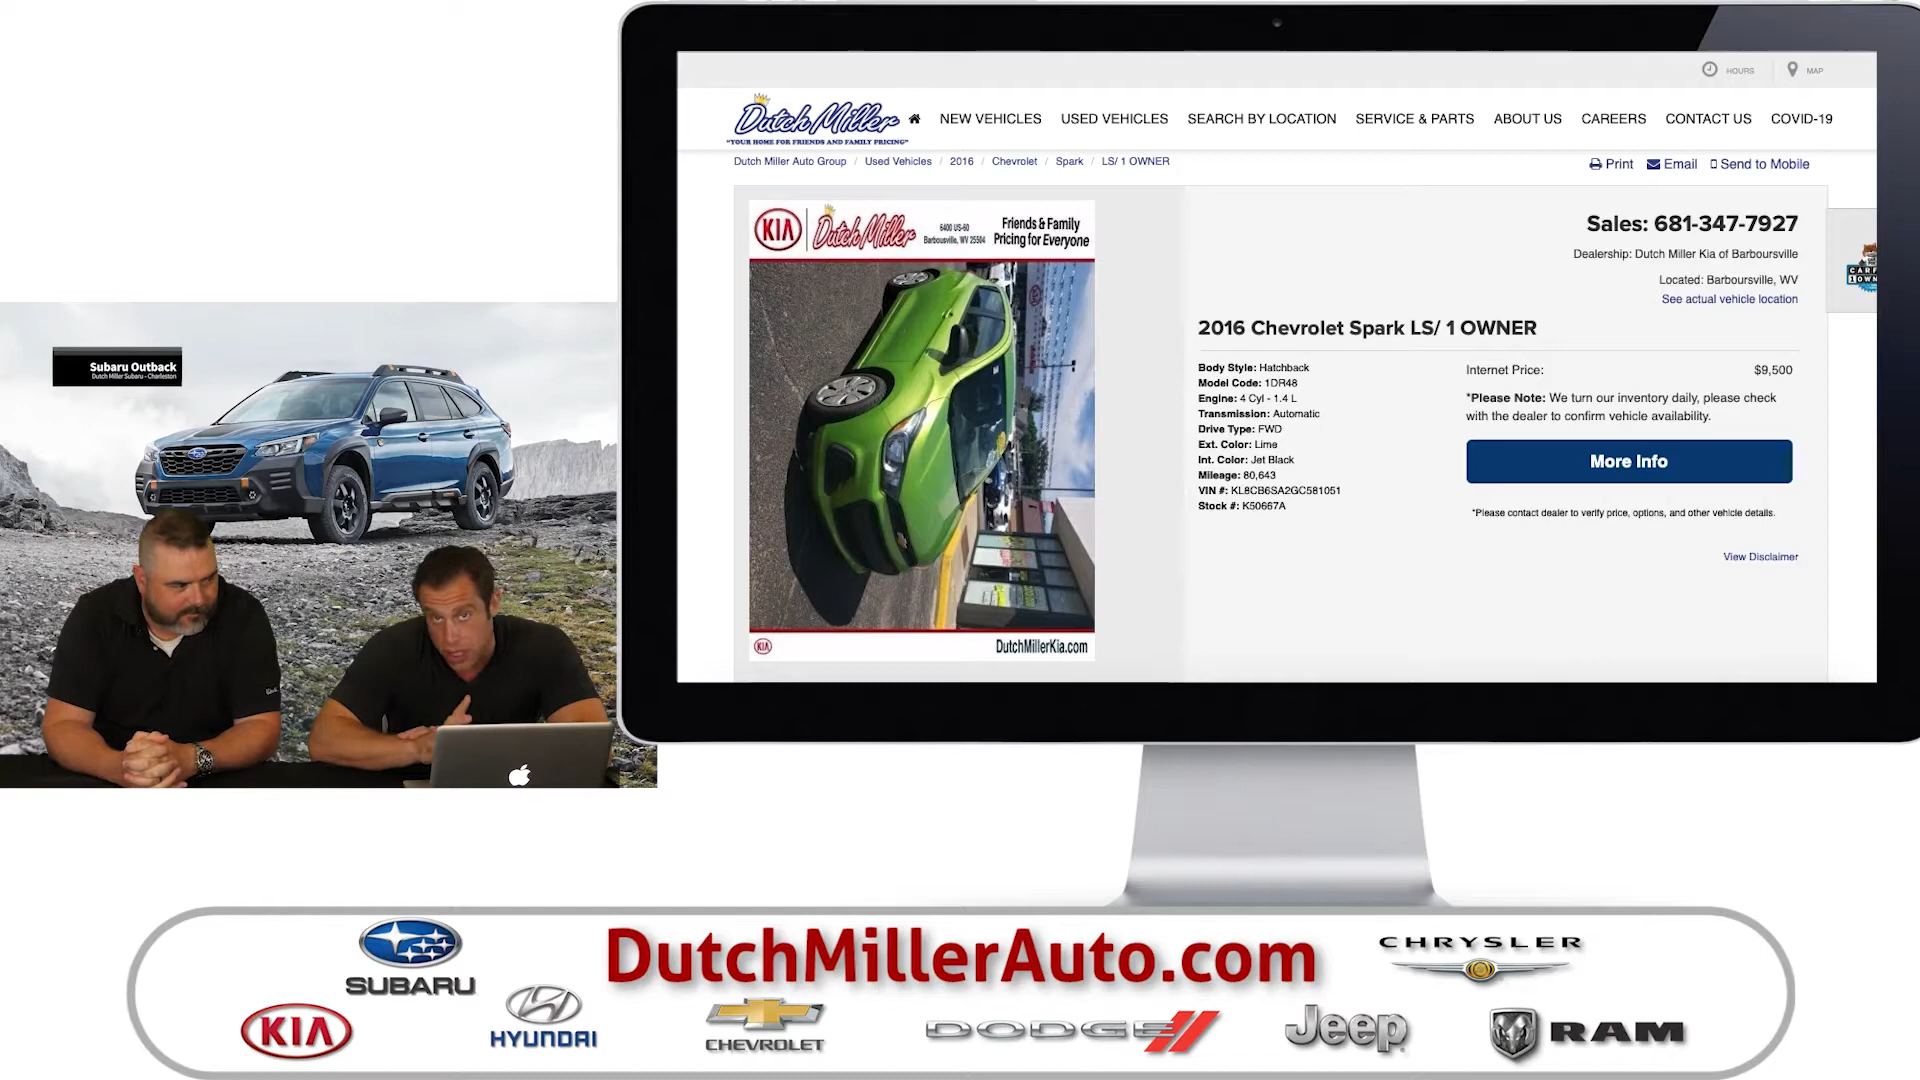 HOURS
MAP
Dutch Miller
"YOUR HOME FOR FRIENDS AND FAMILY PRICING"
NEW VEHICLES USED VEHICLES SEARCH BY LOCATION SERVICE & PARTS ABOUT US CAREERS CONTACT US COVID-19
Dutch Miller Auto Group / Used Vehicles / 2016 / Chevrolet / Spark / LS/ 1 OWNER
Print Email Send to Mobile
KIA Dutch Miller
6400 US-60
Barboursville, WV 25504
Friends & Family
Pricing for Everyone
KIA
DutchMillerKia.com
Sales: 681-347-7927
Dealership: Dutch Miller Kia of Barboursville
Located: Barboursville, WV
See actual vehicle location
2016 Chevrolet Spark LS/ 1 OWNER
Body Style: Hatchback
Model Code: 1DR48
Engine: 4 Cyl - 1.4 L
Transmission: Automatic
Drive Type: FWD
Ext. Color: Lime
Int. Color: Jet Black
Mileage: 80,643
VIN #: KL8CB6SA2GC581051
Stock #: K50667A
Internet Price: $9,500
*Please Note: We turn our inventory daily, please check
with the dealer to confirm vehicle availability.
More Info
*Please contact dealer to verify price, options, and other vehicle details.
View Disclaimer
Subaru Outback
Dutch Miller Subaru - Charleston
DutchMillerAuto.com
SUBARU
CHRYSLER
KIA
HYUNDAI
CHEVROLET
DODGE
Jeep
RAM